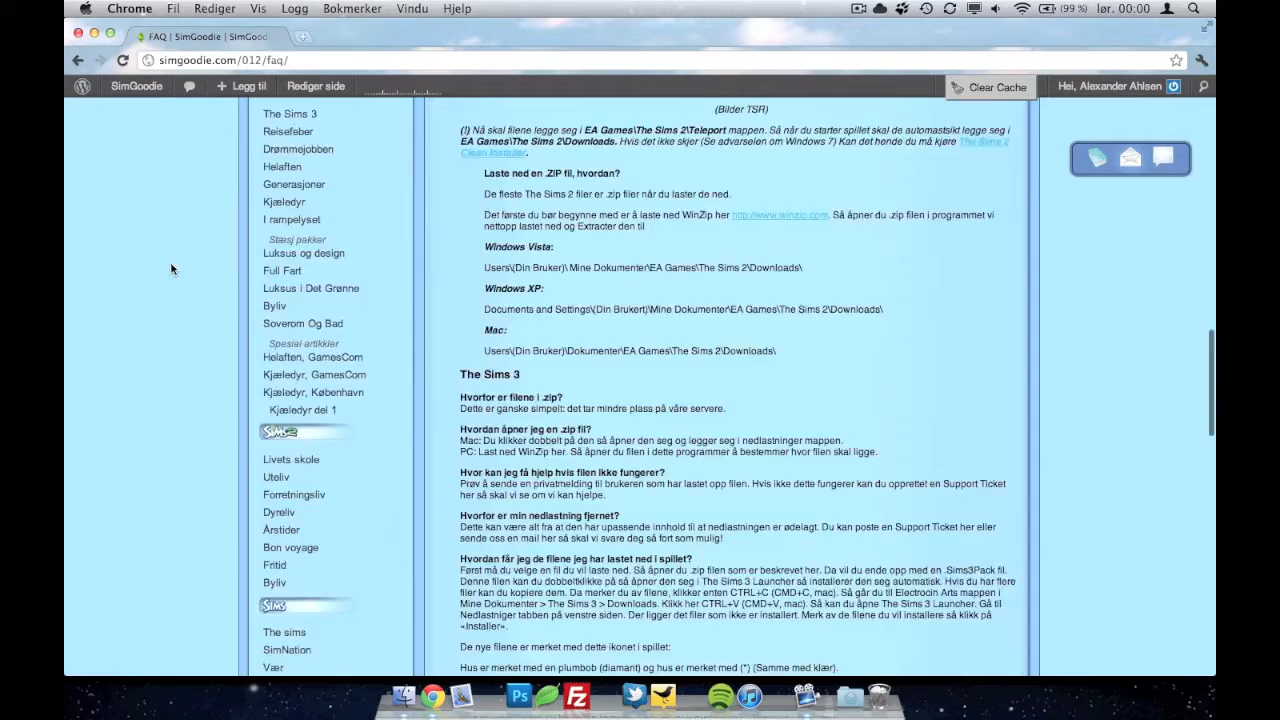 Chrome Fil Rediger Vis Logg Bokmerker Vindu Hjelp (99 %) lør. 00:00
FAQ | SimGoodie | SimGood
simgoodie.com/012/faq/
SimGoodie + Legg til Rediger side Clear Cache Hei, Alexander Ahlsen
The Sims 3
Reisefeber
Drømmejobben
Helaften
Generasjoner
Kjæledyr
I rampelyset
Stæsj pakker
Luksus og design
Full Fart
Luksus i Det Grønne
Byliv
Soverom Og Bad
Spesial artikkler
Helaften, GamesCom
Kjæledyr, GamesCom
Kjæledyr, København
Kjæledyr del 1
SIMS2
Livets skole
Uteliv
Forretningsliv
Dyreliv
Årstider
Bon voyage
Fritid
Byliv
SIMS
The sims
SimNation
Vær
(Bilder TSR)
(!) Nå skal filene legge seg i EA Games\The Sims 2\Teleport mappen. Så når du starter spillet skal de automastsikt legge seg i
EA Games\The Sims 2\Downloads. Hvis det ikke skjer (Se advarselen om Windows 7) Kan det hende du må kjøre The Sims 2
Clean Installer.
Laste ned en .ZIP fil, hvordan?
De fleste The Sims 2 filer er .zip filer når du laster de ned.
Det første du bør begynne med er å laste ned WinZip her http://www.winzip.com. Så åpner du .zip filen i programmet vi
nettopp lastet ned og Extracter den til
Windows Vista:
Users\(Din Bruker)\ Mine Dokumenter\EA Games\The Sims 2\Downloads\
Windows XP:
Documents and Settings\(Din Brukert)\Mine Dokumenter\EA Games\The Sims 2\Downloads\
Mac:
Users\(Din Bruker)\Dokumenter\EA Games\The Sims 2\Downloads\
The Sims 3
Hvorfor er filene i .zip?
Dette er ganske simpelt: det tar mindre plass på våre servere.
Hvordan åpner jeg en .zip fil?
Mac: Du klikker dobbelt på den så åpner den seg og legger seg i nedlastninger mappen.
PC: Last ned WinZip her. Så åpner du filen i dette programmer å bestemmer hvor filen skal ligge.
Hvor kan jeg få hjelp hvis filen ikke fungerer?
Prøv å sende en privatmelding til brukeren som har lastet opp filen. Hvis ikke dette fungerer kan du opprettet en Support Ticket
her så skal vi se om vi kan hjelpe.
Hvorfor er min nedlastning fjernet?
Dette kan være alt fra at den har upassende innhold til at nedlastningen er ødelagt. Du kan poste en Support Ticket her eller
sende oss en mail her så skal vi svare deg så fort som mulig!
Hvordan får jeg de filene jeg har lastet ned i spillet?
Først må du velge en fil du vil laste ned. Så åpner du .zip filen som er beskrevet her. Da vil du ende opp med en .Sims3Pack fil.
Denne filen kan du dobbeltklikke på så åpner den seg i The Sims 3 Launcher så installerer den seg automatisk. Hvis du har flere
filer kan du kopiere dem. Da merker du av filene, klikker enten CTRL+C (CMD+C, mac). Så går du til Electrocin Arts mappen i
Mine Dokumenter > The Sims 3 > Downloads. Klikk her CTRL+V (CMD+V, mac). Så kan du åpne The Sims 3 Launcher. Gå til
Nedlastniger tabben på venstre siden. Der ligger det filer som ikke er installert. Merk av de filene du vil installere så klikk på
«Installer».
De nye filene er merket med dette ikonet i spillet:
Hus er merket med en plumbob (diamant) og hus er merket med (*) (Samme med klær).
Ps
Fz